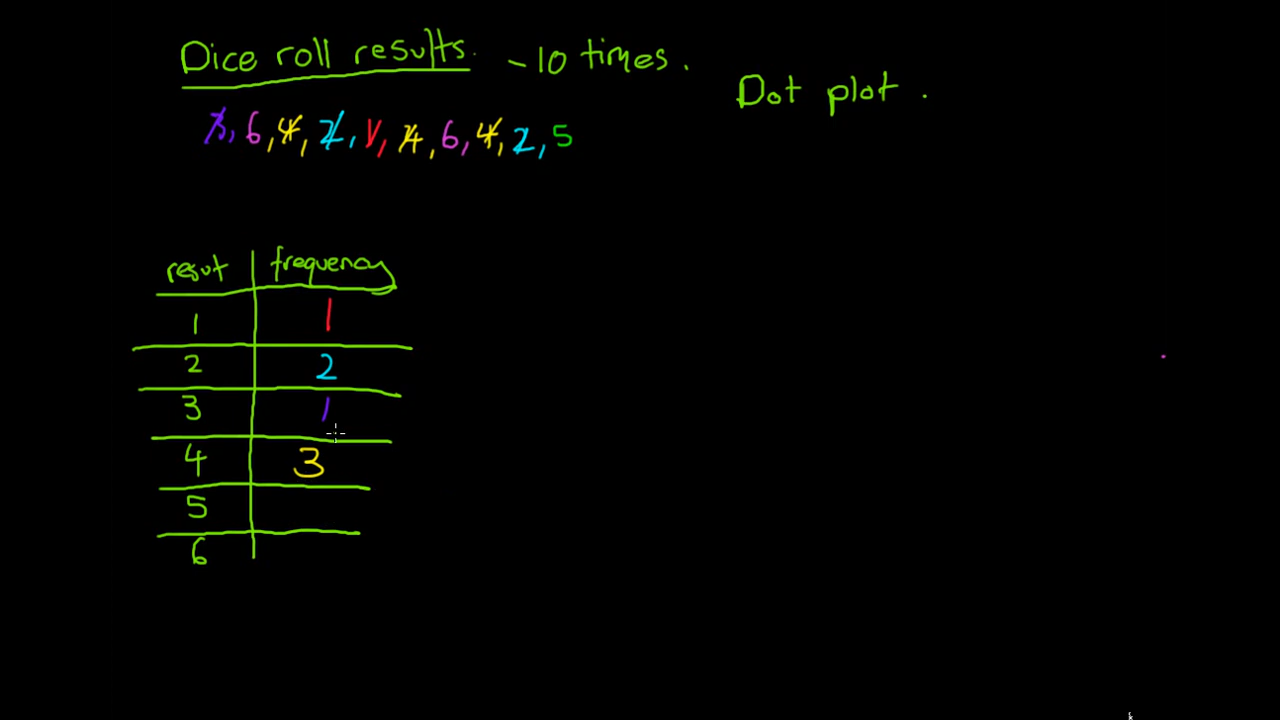 Dice roll results. - 10 times.
Dot plot.
3, 6, 4, 2, 1, 4, 6, 4, 2, 5
resut frequency
1 1
2 2
3 1
4 3
5
6